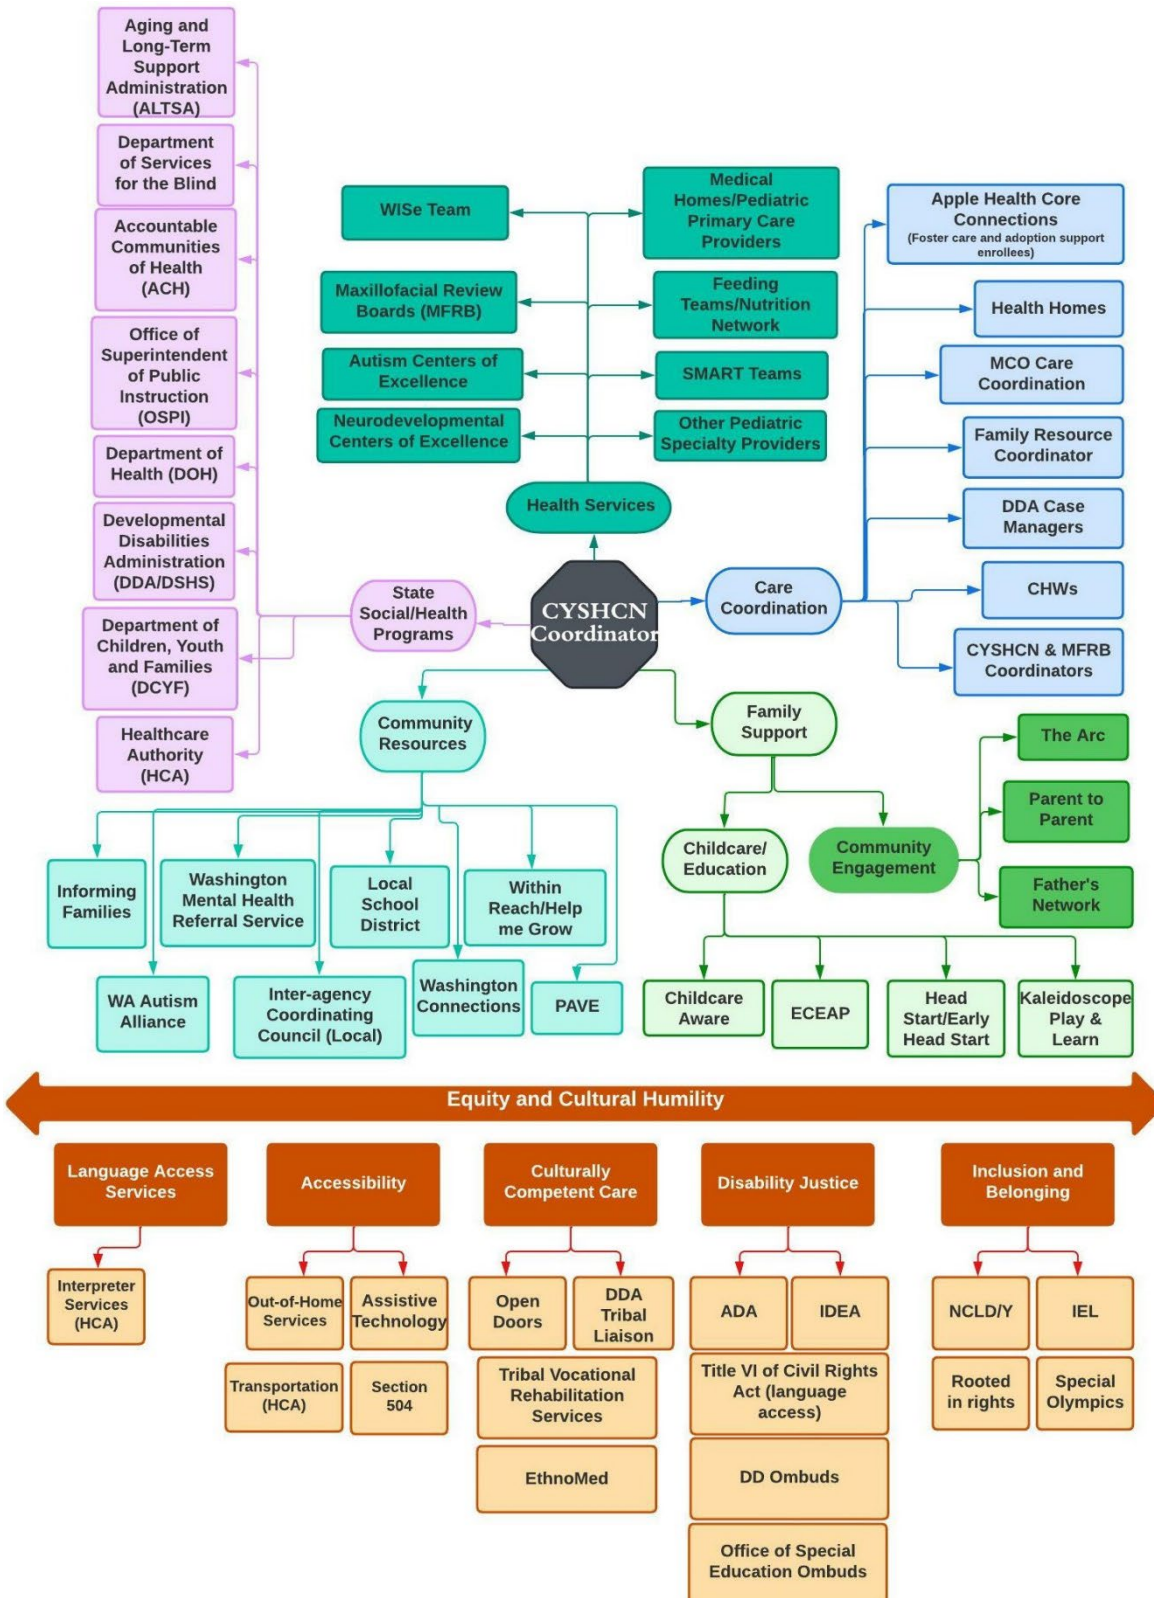 Aging and
Long-Term
Support
Administration
(ALTSA)
Department
of Services
for the Blind
Accountable
Communities
of Health
(ACH)
Office of
Superintendent
of Public
Instruction
(OSPI)
Department of
Health (DOH)
Developmental
Disabilities
Administration
(DDA/DSHS)
Department of
Children, Youth
and Families
(DCYF)
Healthcare
Authority
(HCA)
State
Social/Health
Programs
WISe Team
Maxillofacial Review
Boards (MFRB)
Autism Centers of
Excellence
Neurodevelopmental
Centers of Excellence
Medical
Homes/Pediatric
Primary Care
Providers
Feeding
Teams/Nutrition
Network
SMART Teams
Other Pediatric
Specialty Providers
Health Services
CYSHCN
Coordinator
Care
Coordination
Apple Health Core
Connections
(Foster care and adoption support
enrollees)
Health Homes
MCO Care
Coordination
Family Resource
Coordinator
DDA Case
Managers
CHWs
CYSHCN & MFRB
Coordinators
Community
Resources
Informing
Families
Washington
Mental Health
Referral Service
Local
School
District
Within
Reach/Help
me Grow
WA Autism
Alliance
Inter-agency
Coordinating
Council (Local)
Washington
Connections
PAVE
Family
Support
Childcare/
Education
Community
Engagement
The Arc
Parent to
Parent
Father's
Network
Childcare
Aware
ECEAP
Head
Start/Early
Head Start
Kaleidoscope
Play &
Learn
Equity and Cultural Humility
Language Access
Services
Interpreter
Services
(HCA)
Accessibility
Out-of-Home
Services
Assistive
Technology
Transportation
(HCA)
Section
504
Culturally
Competent Care
Open
Doors
DDA
Tribal
Liaison
Tribal Vocational
Rehabilitation
Services
EthnoMed
Disability Justice
ADA
IDEA
Title VI of Civil Rights
Act (language
access)
DD Ombuds
Office of Special
Education Ombuds
Inclusion and
Belonging
NCLD/Y
IEL
Rooted
in rights
Special
Olympics